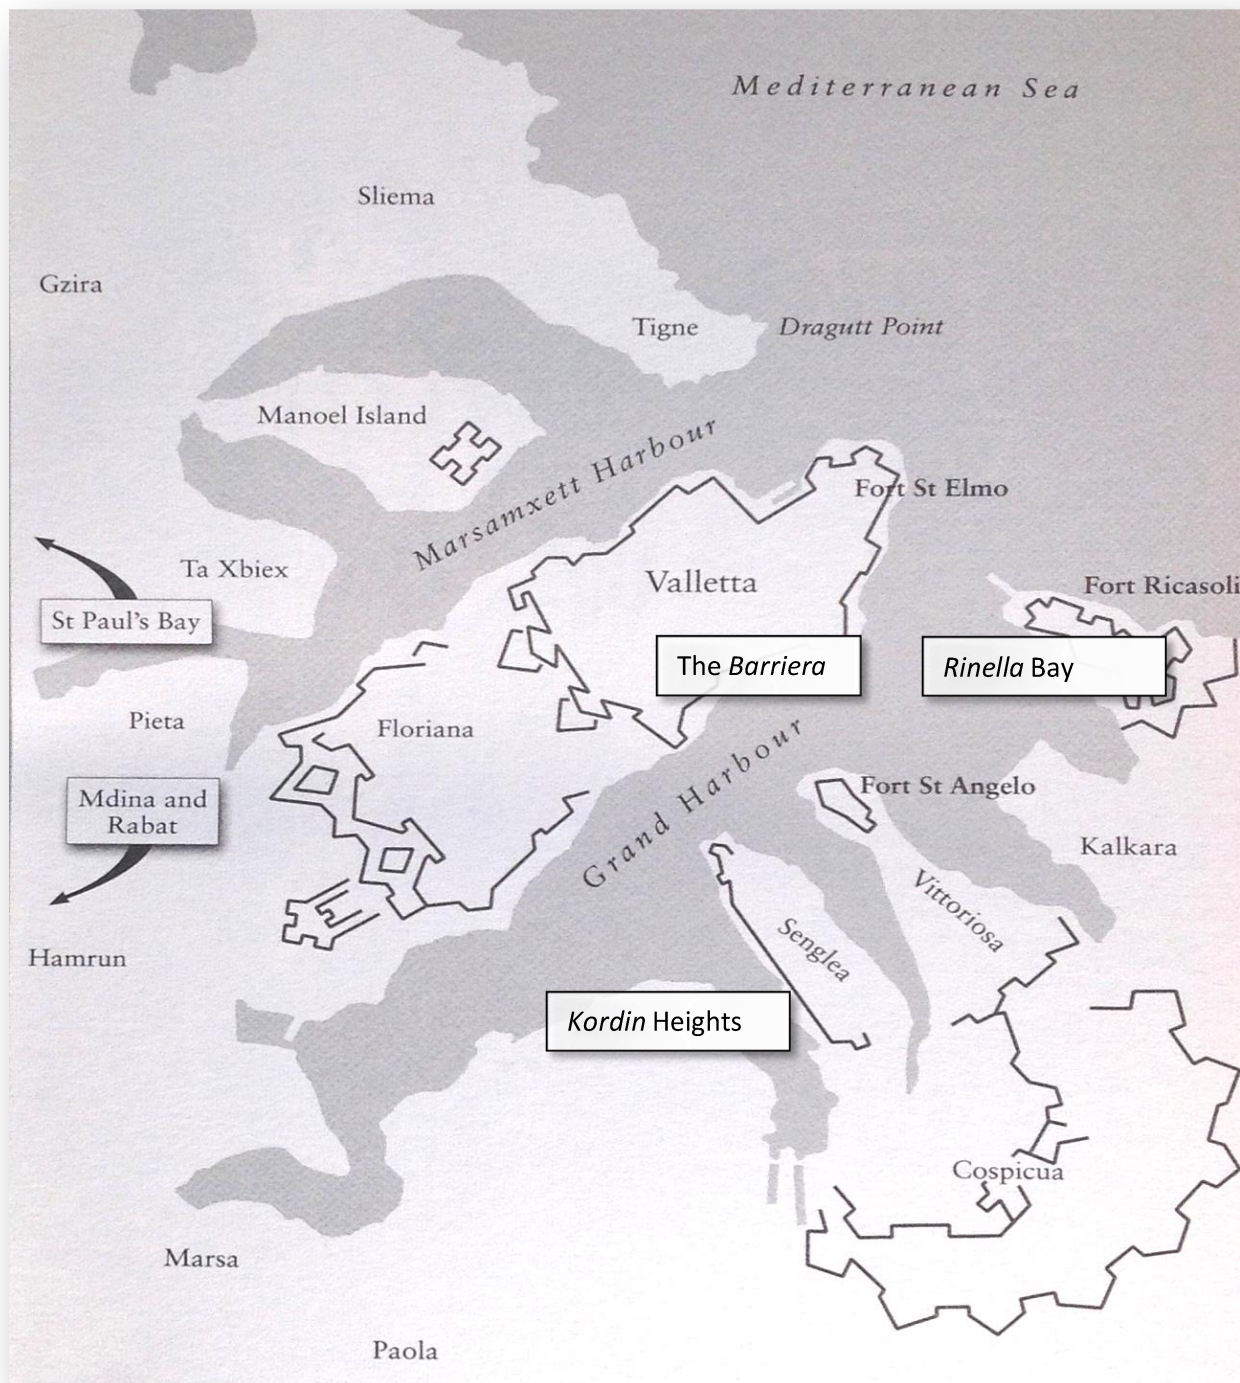 Mediterranean Sea
Sliema
Gzira
Tigne
Dragutt Point
Manoel Island
Marsamxett Harbour
Fort St Elmo
Ta Xbiex
Valletta
Fort Ricasoli
St Paul's Bay
The Barriera
Rinella Bay
Pieta
Floriana
Grand Harbour
Fort St Angelo
Mdina and
Rabat
Kalkara
Vittoriosa
Senglea
Hamrun
Kordin Heights
Cospicua
Marsa
Paola